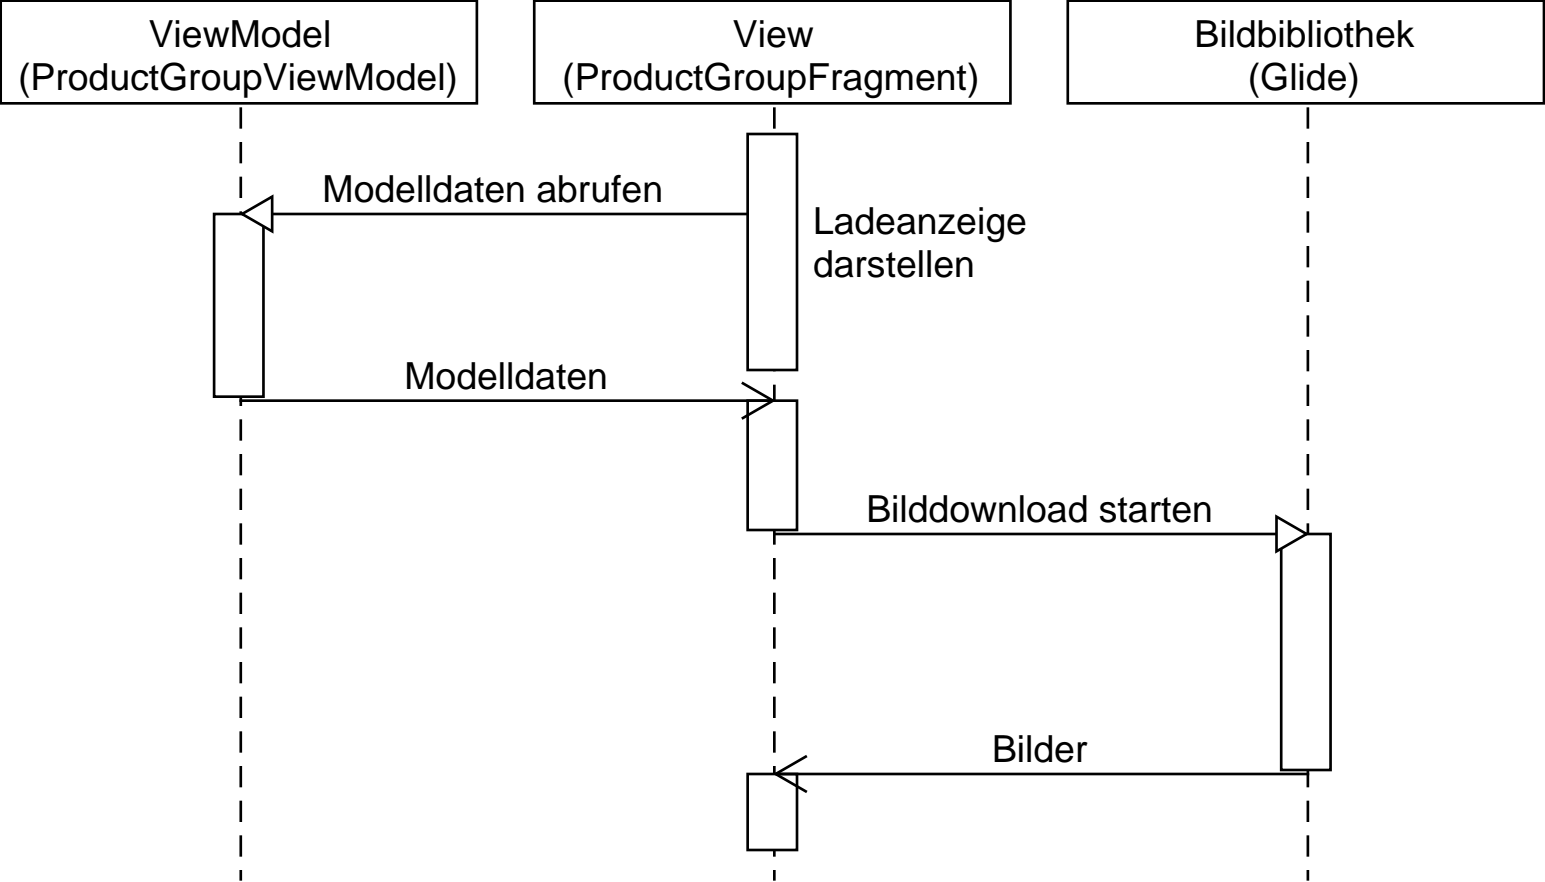 ViewModel
(ProductGroupViewModel)
View
(ProductGroupFragment)
Bildbibliothek
(Glide)
Modelldaten abrufen
Ladeanzeige
darstellen
Modelldaten
Bilddownload starten
Bilder